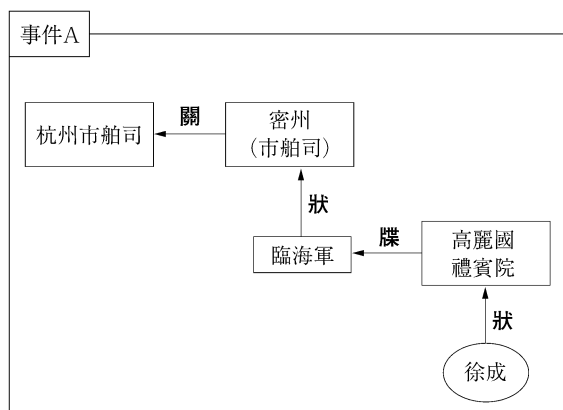 事件A
關
杭州市舶司
密州
(市舶司)
狀
臨海軍
牒
高麗國
禮賓院
狀
徐成